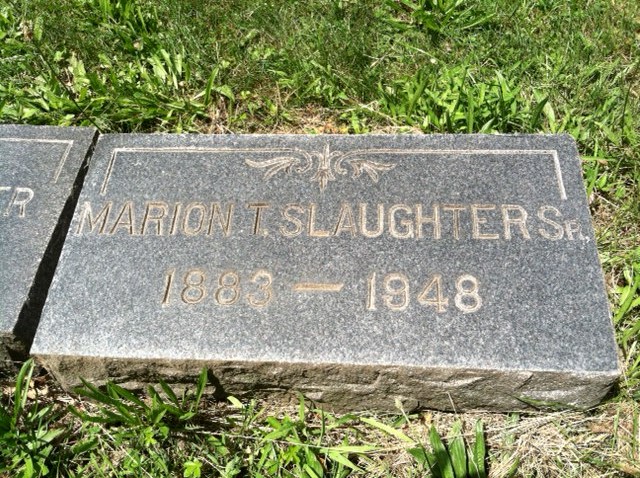 MARION T. SLAUGHTER SR.
1883 — 1948